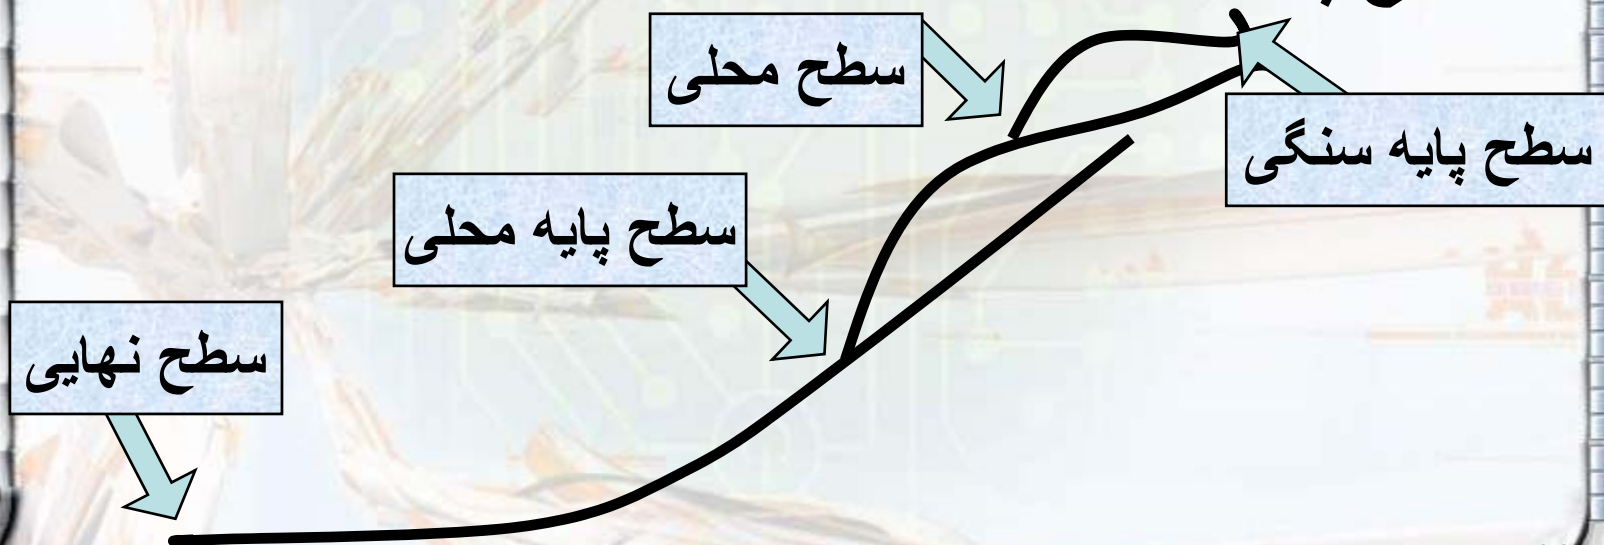 سطح محلی
سطح پایه سنگی
سطح پایه محلی
سطح نهایی